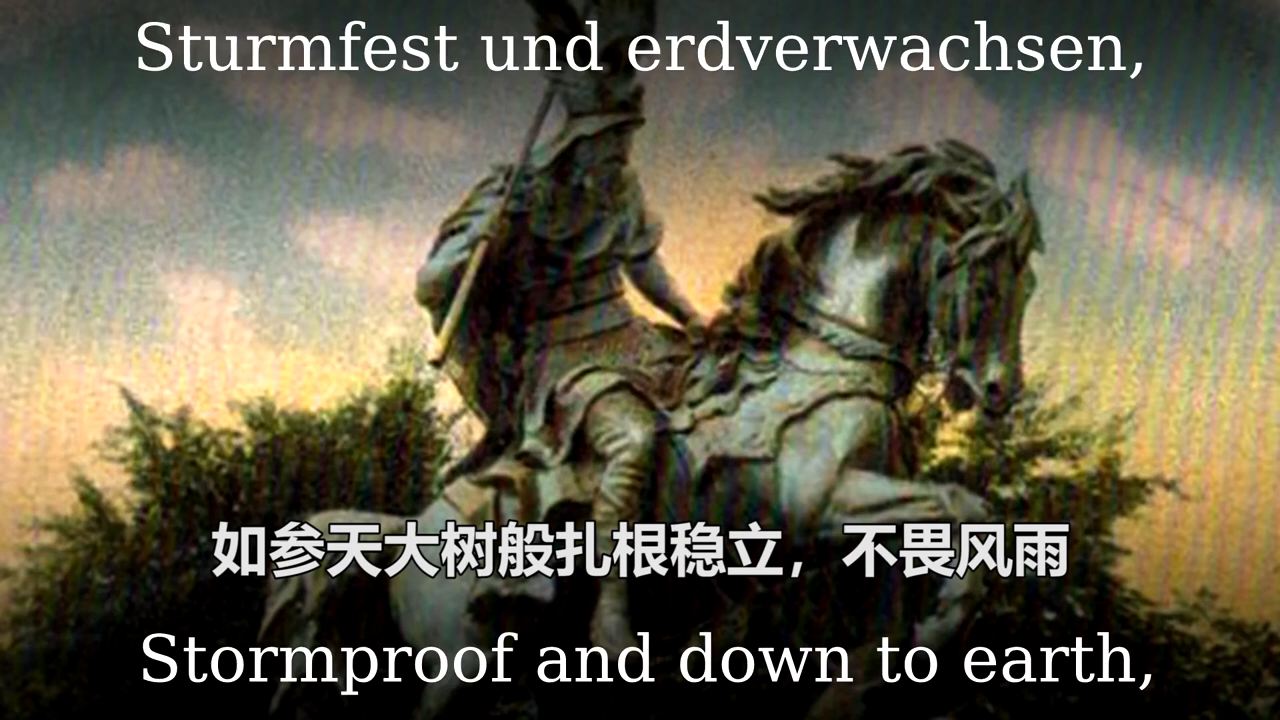 Sturmfest und erdverwachsen,
如参天大树般扎根稳立，不畏风雨
Stormproof and down to earth,